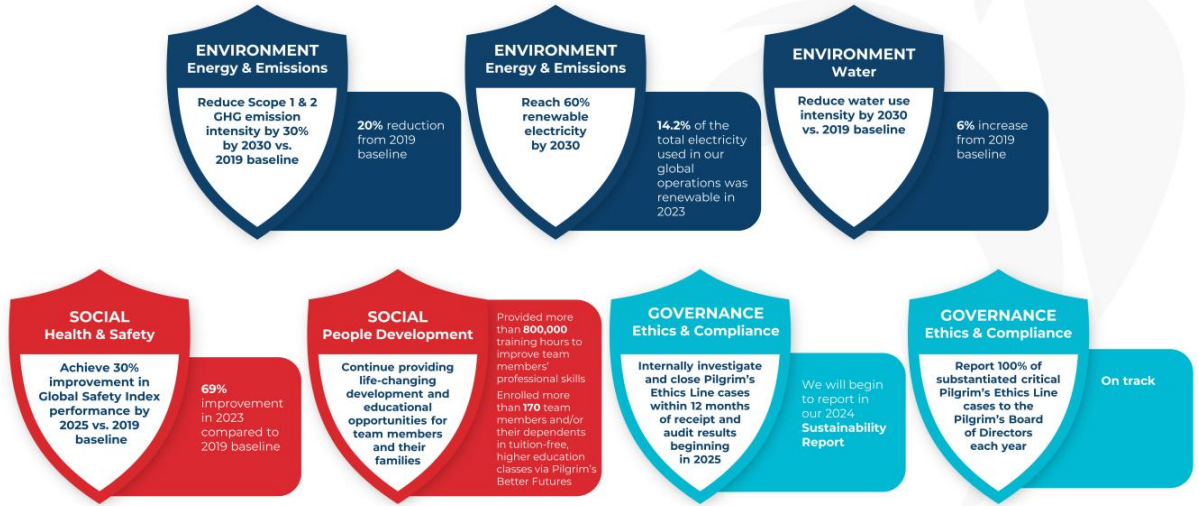 ENVIRONMENT
Energy & Emissions
Reduce Scope 1 & 2
GHG emission
intensity by 30%
by 2030 vs.
2019 baseline
20% reduction
from 2019
baseline
ENVIRONMENT
Energy & Emissions
Reach 60%
renewable
electricity
by 2030
14.2% of the
total electricity
used in our
global
operations was
renewable in
2023
ENVIRONMENT
Water
Reduce water use
intensity by 2030
vs. 2019 baseline
6% increase
from 2019
baseline
SOCIAL
Health & Safety
Achieve 30%
improvement in
Global Safety Index
performance by
2025 vs. 2019
baseline
69%
improvement
in 2023
compared to
2019 baseline
SOCIAL
People Development
Continue providing
life-changing
development and
educational
opportunities for
team members
and their
families
Provided more
than 800,000
training hours to
improve team
members'
professional skills
Enrolled more
than 170 team
members and/or
their dependents
in tuition-free,
higher education
classes via Pilgrim's
Better Futures
GOVERNANCE
Ethics & Compliance
Internally investigate
and close Pilgrim's
Ethics Line cases
within 12 months
of receipt and
audit results
beginning
in 2025
We will begin
to report in
our 2024
Sustainability
Report
GOVERNANCE
Ethics & Compliance
Report 100% of
substantiated critical
Pilgrim's Ethics Line
cases to the
Pilgrim's Board
of Directors
each year
On track